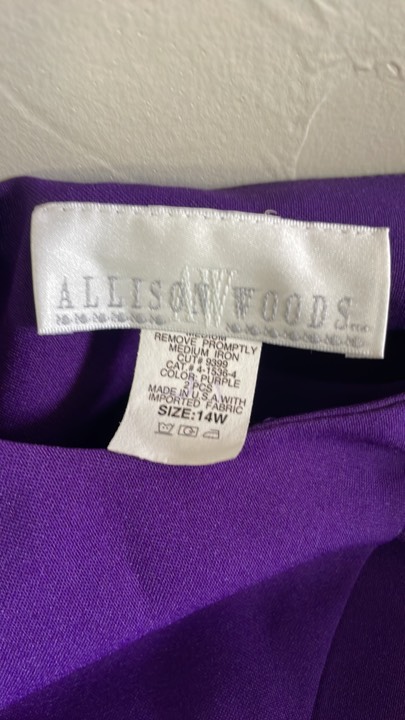 ALLISON WOODS
MEDIUM
REMOVE PROMPTLY
MEDIUM IRON
CUT# 9399
CAT.# 4-1536-4
COLOR: PURPLE
2 PCS
MADE IN U.S.A. WITH
IMPORTED FABRIC
SIZE:14W